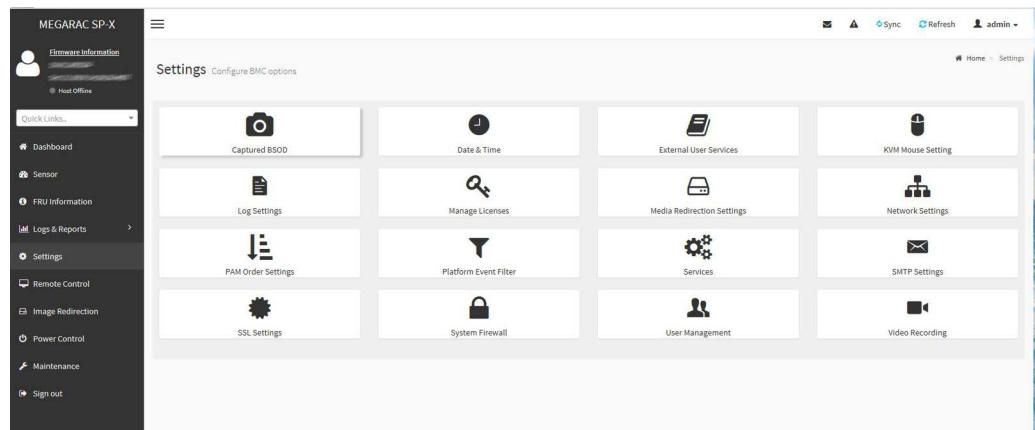 MEGARAC SP-X
Sync Refresh admin
Firmware Information
Host Offline
Settings Configure BMC options
Home > Settings
Quick Links..
Dashboard
Sensor
FRU Information
Logs & Reports
Settings
Remote Control
Image Redirection
Power Control
Maintenance
Sign out
Captured BSOD
Date & Time
External User Services
KVM Mouse Setting
Log Settings
Manage Licenses
Media Redirection Settings
Network Settings
PAM Order Settings
Platform Event Filter
Services
SMTP Settings
SSL Settings
System Firewall
User Management
Video Recording